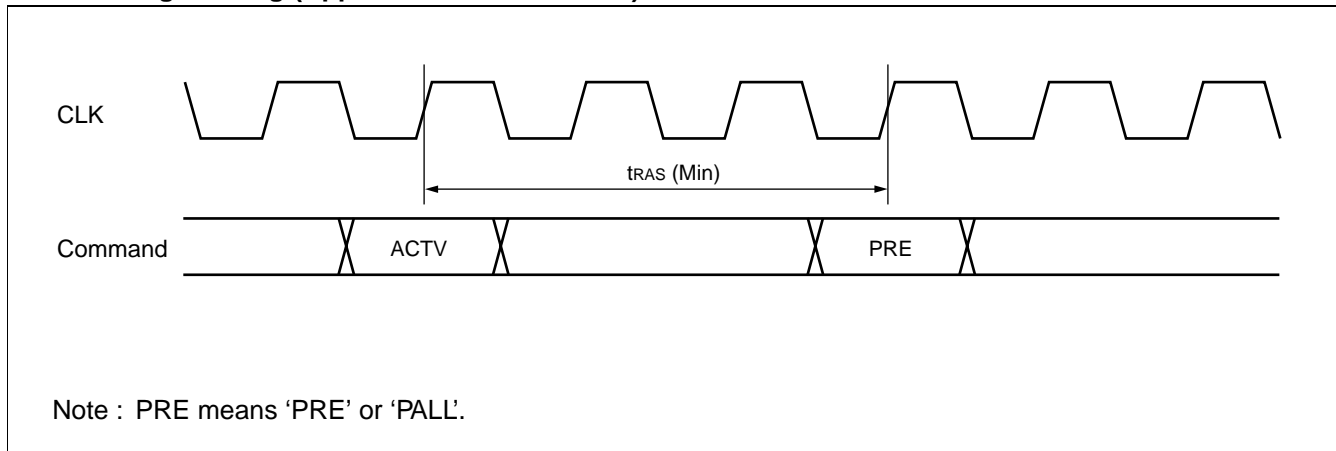 CLK
tRAS (Min)
Command
ACTV
PRE
Note : PRE means ‘PRE’ or ‘PALL’.